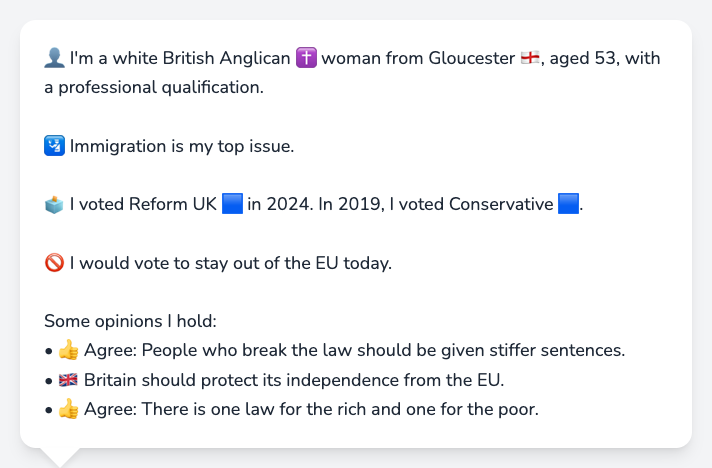 👤 I'm a white British Anglican ✝️ woman from Gloucester 🏴󠁧󠁢󠁥󠁮󠁧󠁿, aged 53, with
a professional qualification.
🛂 Immigration is my top issue.
🗳️ I voted Reform UK 🟦 in 2024. In 2019, I voted Conservative 🟦.
🚫 I would vote to stay out of the EU today.
Some opinions I hold:
• 👍 Agree: People who break the law should be given stiffer sentences.
• 🇬🇧 Britain should protect its independence from the EU.
• 👍 Agree: There is one law for the rich and one for the poor.